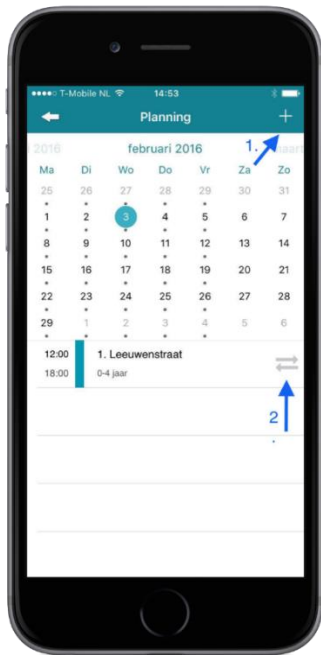 T-Mobile NL 14:53
Planning
2016 februari 2016 1. maart
Ma Di Wo Do Vr Za Zo
25 26 27 28 29 30 31
1 2 3 4 5 6 7
8 9 10 11 12 13 14
15 16 17 18 19 20 21
22 23 24 25 26 27 28
29 1 2 3 4 5 6
12:00 1. Leeuwenstraat
18:00 0-4 jaar
2
.